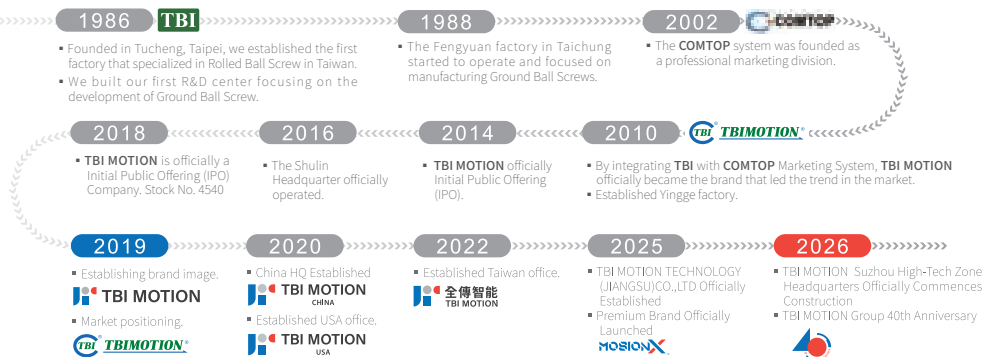 1986 TBI
▪ Founded in Tucheng, Taipei, we established the first
factory that specialized in Rolled Ball Screw in Taiwan.
▪ We built our first R&D center focusing on the
development of Ground Ball Screw.
1988
▪ The Fengyuan factory in Taichung
started to operate and focused on
manufacturing Ground Ball Screws.
2002 COMTOP
▪ The COMTOP system was founded as
a professional marketing division.
2018
▪ TBI MOTION is officially a
Initial Public Offering (IPO)
Company. Stock No. 4540
2016
▪ The Shulin
Headquarter officially
operated.
2014
▪ TBI MOTION officially
Initial Public Offering
(IPO).
2010 TBI TBIMOTION®
▪ By integrating TBI with COMTOP Marketing System, TBI MOTION
officially became the brand that led the trend in the market.
▪ Established Yingge factory.
2019
▪ Establishing brand image.
TBI MOTION
▪ Market positioning.
TBI TBIMOTION®
2020
▪ China HQ Established
TBI MOTION
CHINA
▪ Established USA office.
TBI MOTION
USA
2022
▪ Established Taiwan office.
全傳智能
TBI MOTION
2025
▪ TBI MOTION TECHNOLOGY
(JIANGSU)CO.,LTD Officially
Established
▪ Premium Brand Officially
Launched
MOSIONX
2026
▪ TBI MOTION Suzhou High-Tech Zone
Headquarters Officially Commences
Construction
▪ TBI MOTION Group 40th Anniversary